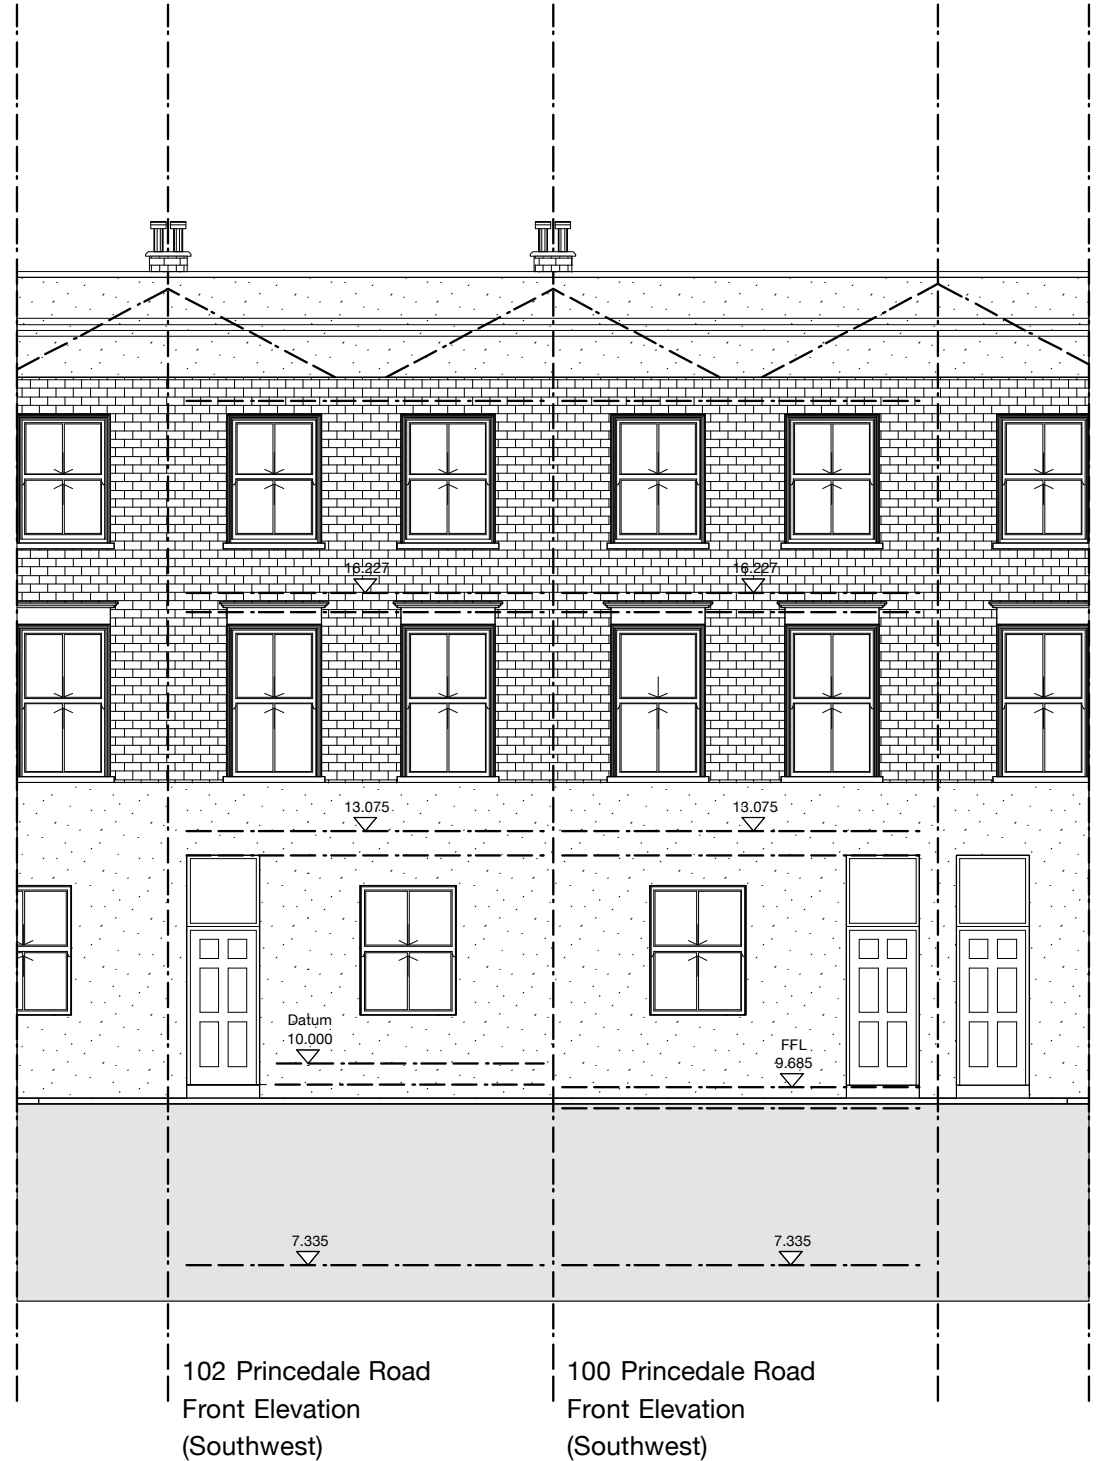 16.227
16.227
13.075
13.075
Datum
10.000
FFL
9.685
7.335
7.335
102 Princedale Road
Front Elevation
(Southwest)
100 Princedale Road
Front Elevation
(Southwest)